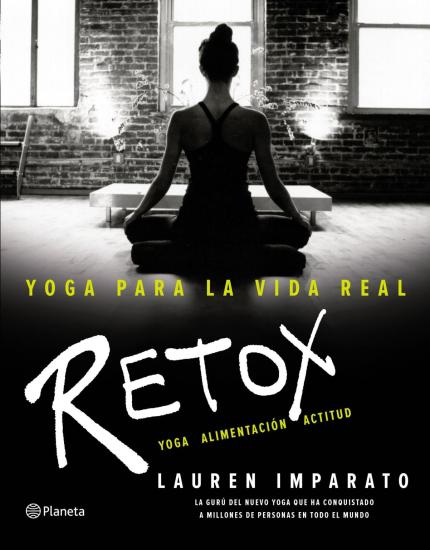 YOGA PARA LA VIDA REAL
RETOX
YOGA ALIMENTACIÓN ACTITUD
LAUREN IMPARATO
LA GURÚ DEL NUEVO YOGA QUE HA CONQUISTADO
A MILLONES DE PERSONAS EN TODO EL MUNDO
Planeta